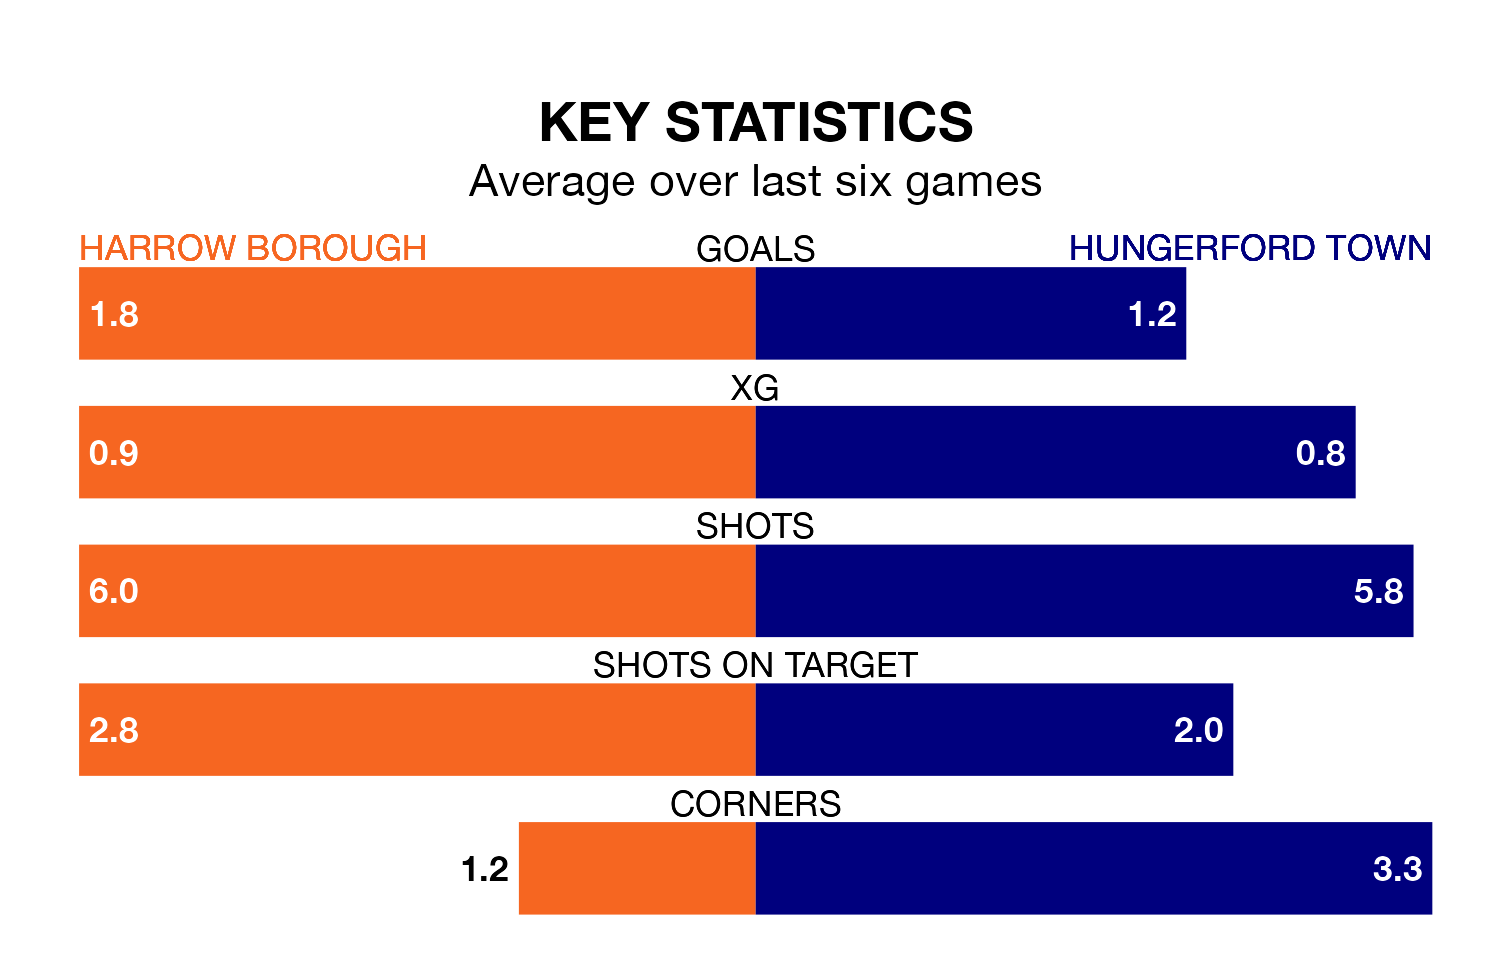 KEY STATISTICS
Average over last six games
HARROW BOROUGH GOALS HUNGERFORD TOWN
1.8 1.2
XG
0.9 0.8
SHOTS
6.0 5.8
SHOTS ON TARGET
2.8 2.0
CORNERS
1.2 3.3